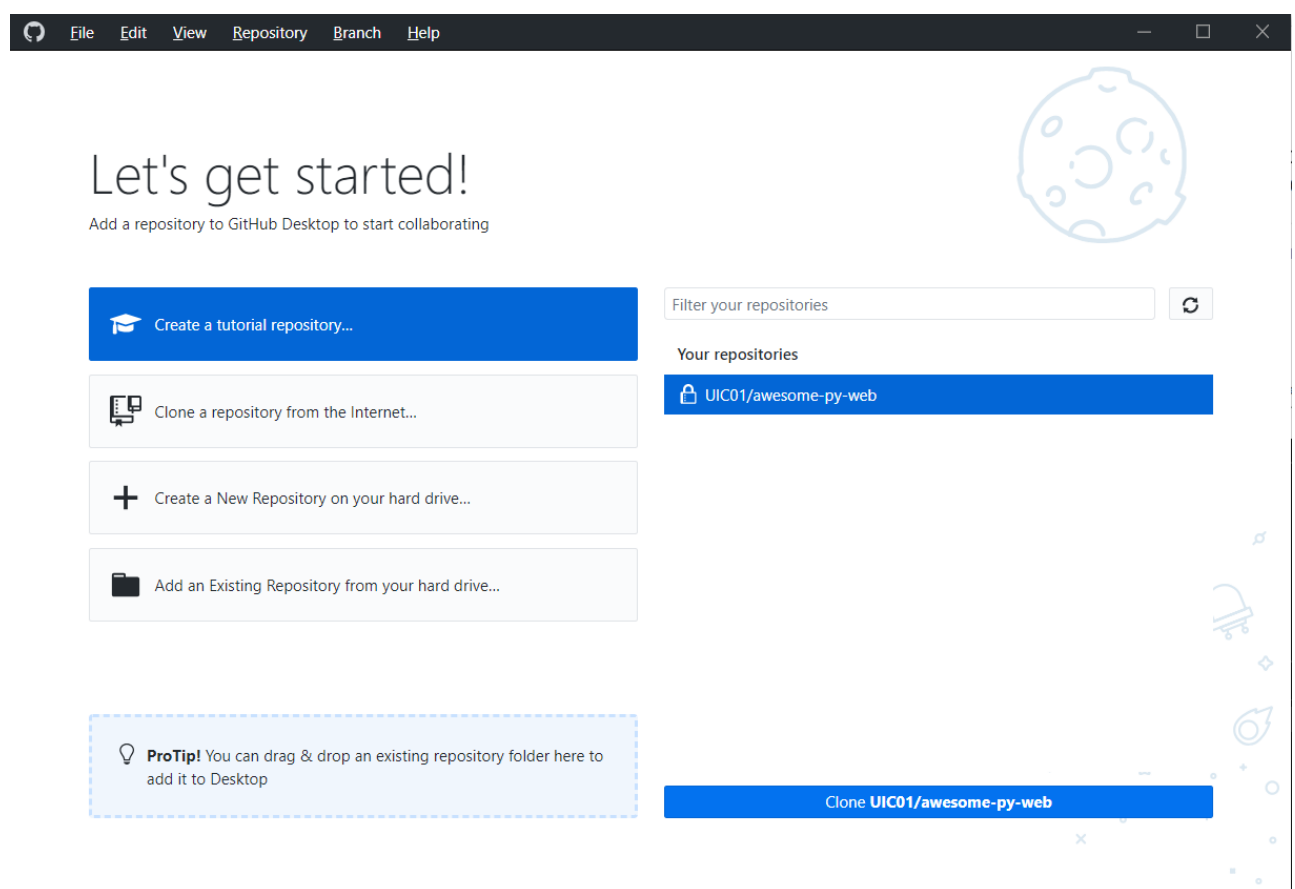 File Edit View Repository Branch Help
Let's get started!
Add a repository to GitHub Desktop to start collaborating
Create a tutorial repository...
Clone a repository from the Internet...
Create a New Repository on your hard drive...
Add an Existing Repository from your hard drive...
ProTip! You can drag & drop an existing repository folder here to
add it to Desktop
Filter your repositories
Your repositories
UIC01/awesome-py-web
Clone UIC01/awesome-py-web